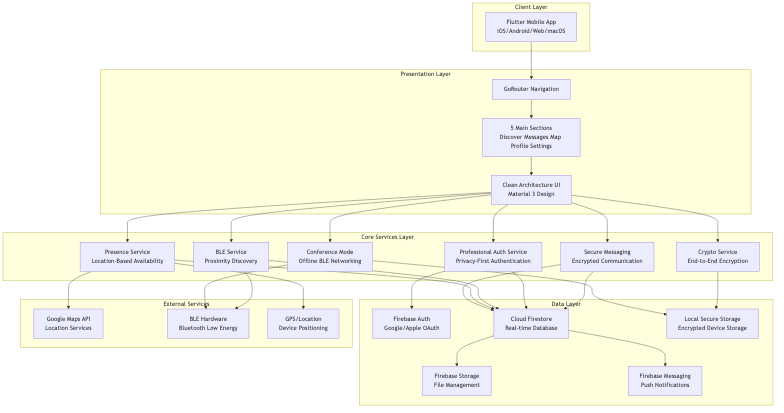 Client Layer
Flutter Mobile App
iOS/Android/Web/macOS
Presentation Layer
GoRouter Navigation
5 Main Sections
Discover Messages Map
Profile Settings
Clean Architecture UI
Material 3 Design
Core Services Layer
Presence Service
Location-Based Availability
BLE Service
Proximity Discovery
Conference Mode
Offline BLE Networking
Professional Auth Service
Privacy-First Authentication
Secure Messaging
Encrypted Communication
Crypto Service
End-to-End Encryption
External Services
Google Maps API
Location Services
BLE Hardware
Bluetooth Low Energy
GPS/Location
Device Positioning
Data Layer
Firebase Auth
Google/Apple OAuth
Cloud Firestore
Real-time Database
Local Secure Storage
Encrypted Device Storage
Firebase Storage
File Management
Firebase Messaging
Push Notifications